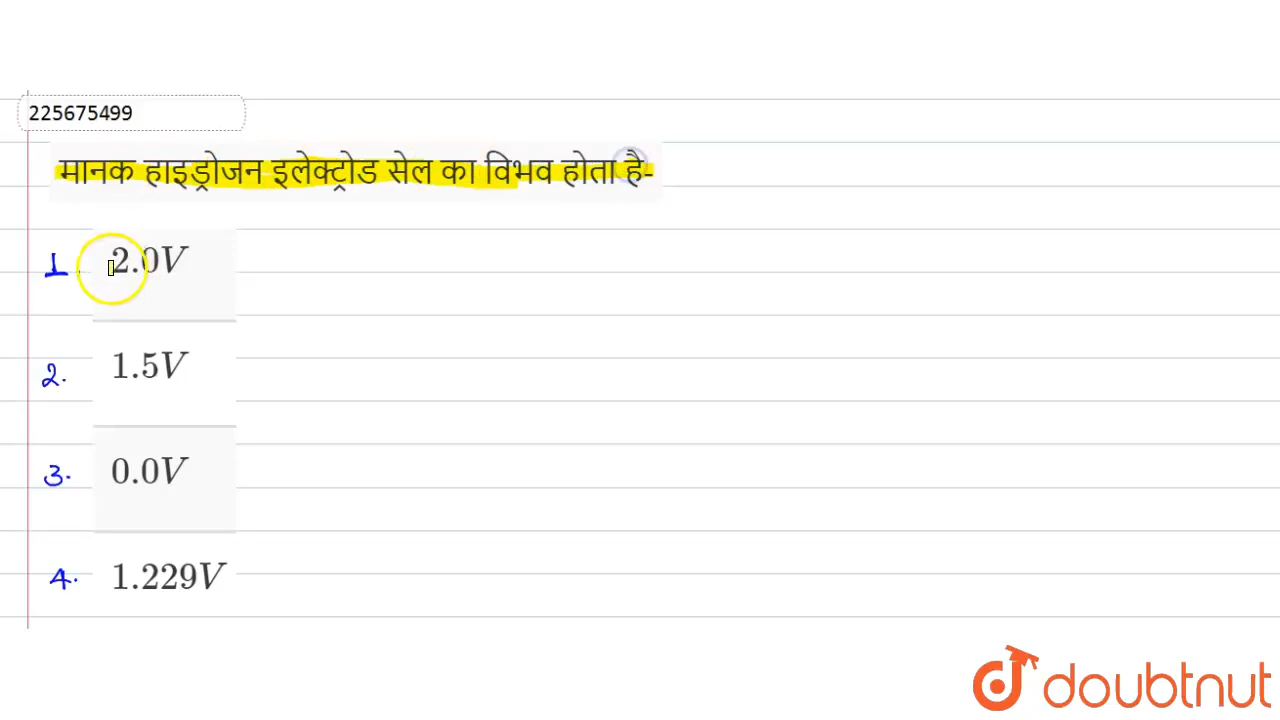 225675499
मानक हाइड्रोजन इलेक्ट्रोड सेल का विभव होता है-
1. 2.0V
2. 1.5V
3. 0.0V
4. 1.229V
doubtnut